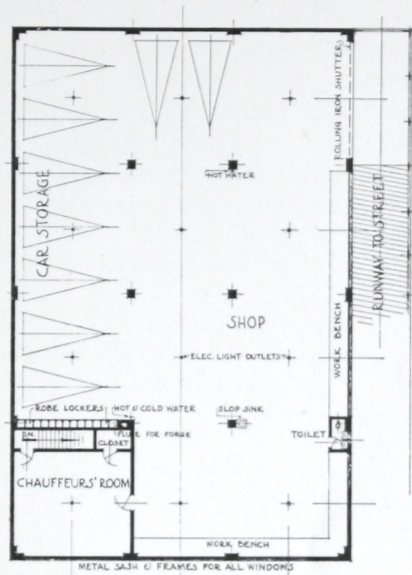 ROLLING IRON SHUTTER
HOT WATER
CAR STORAGE
RUNWAY TO STREET
SHOP
WORK BENCH
ELEC. LIGHT OUTLETS
ROBE LOCKERS
HOT & COLD WATER
SLOP SINK
DN.
FLUE FOR FORGE
CLOSET
TOILET
CHAUFFEURS' ROOM
WORK BENCH
METAL SASH & FRAMES FOR ALL WINDOWS